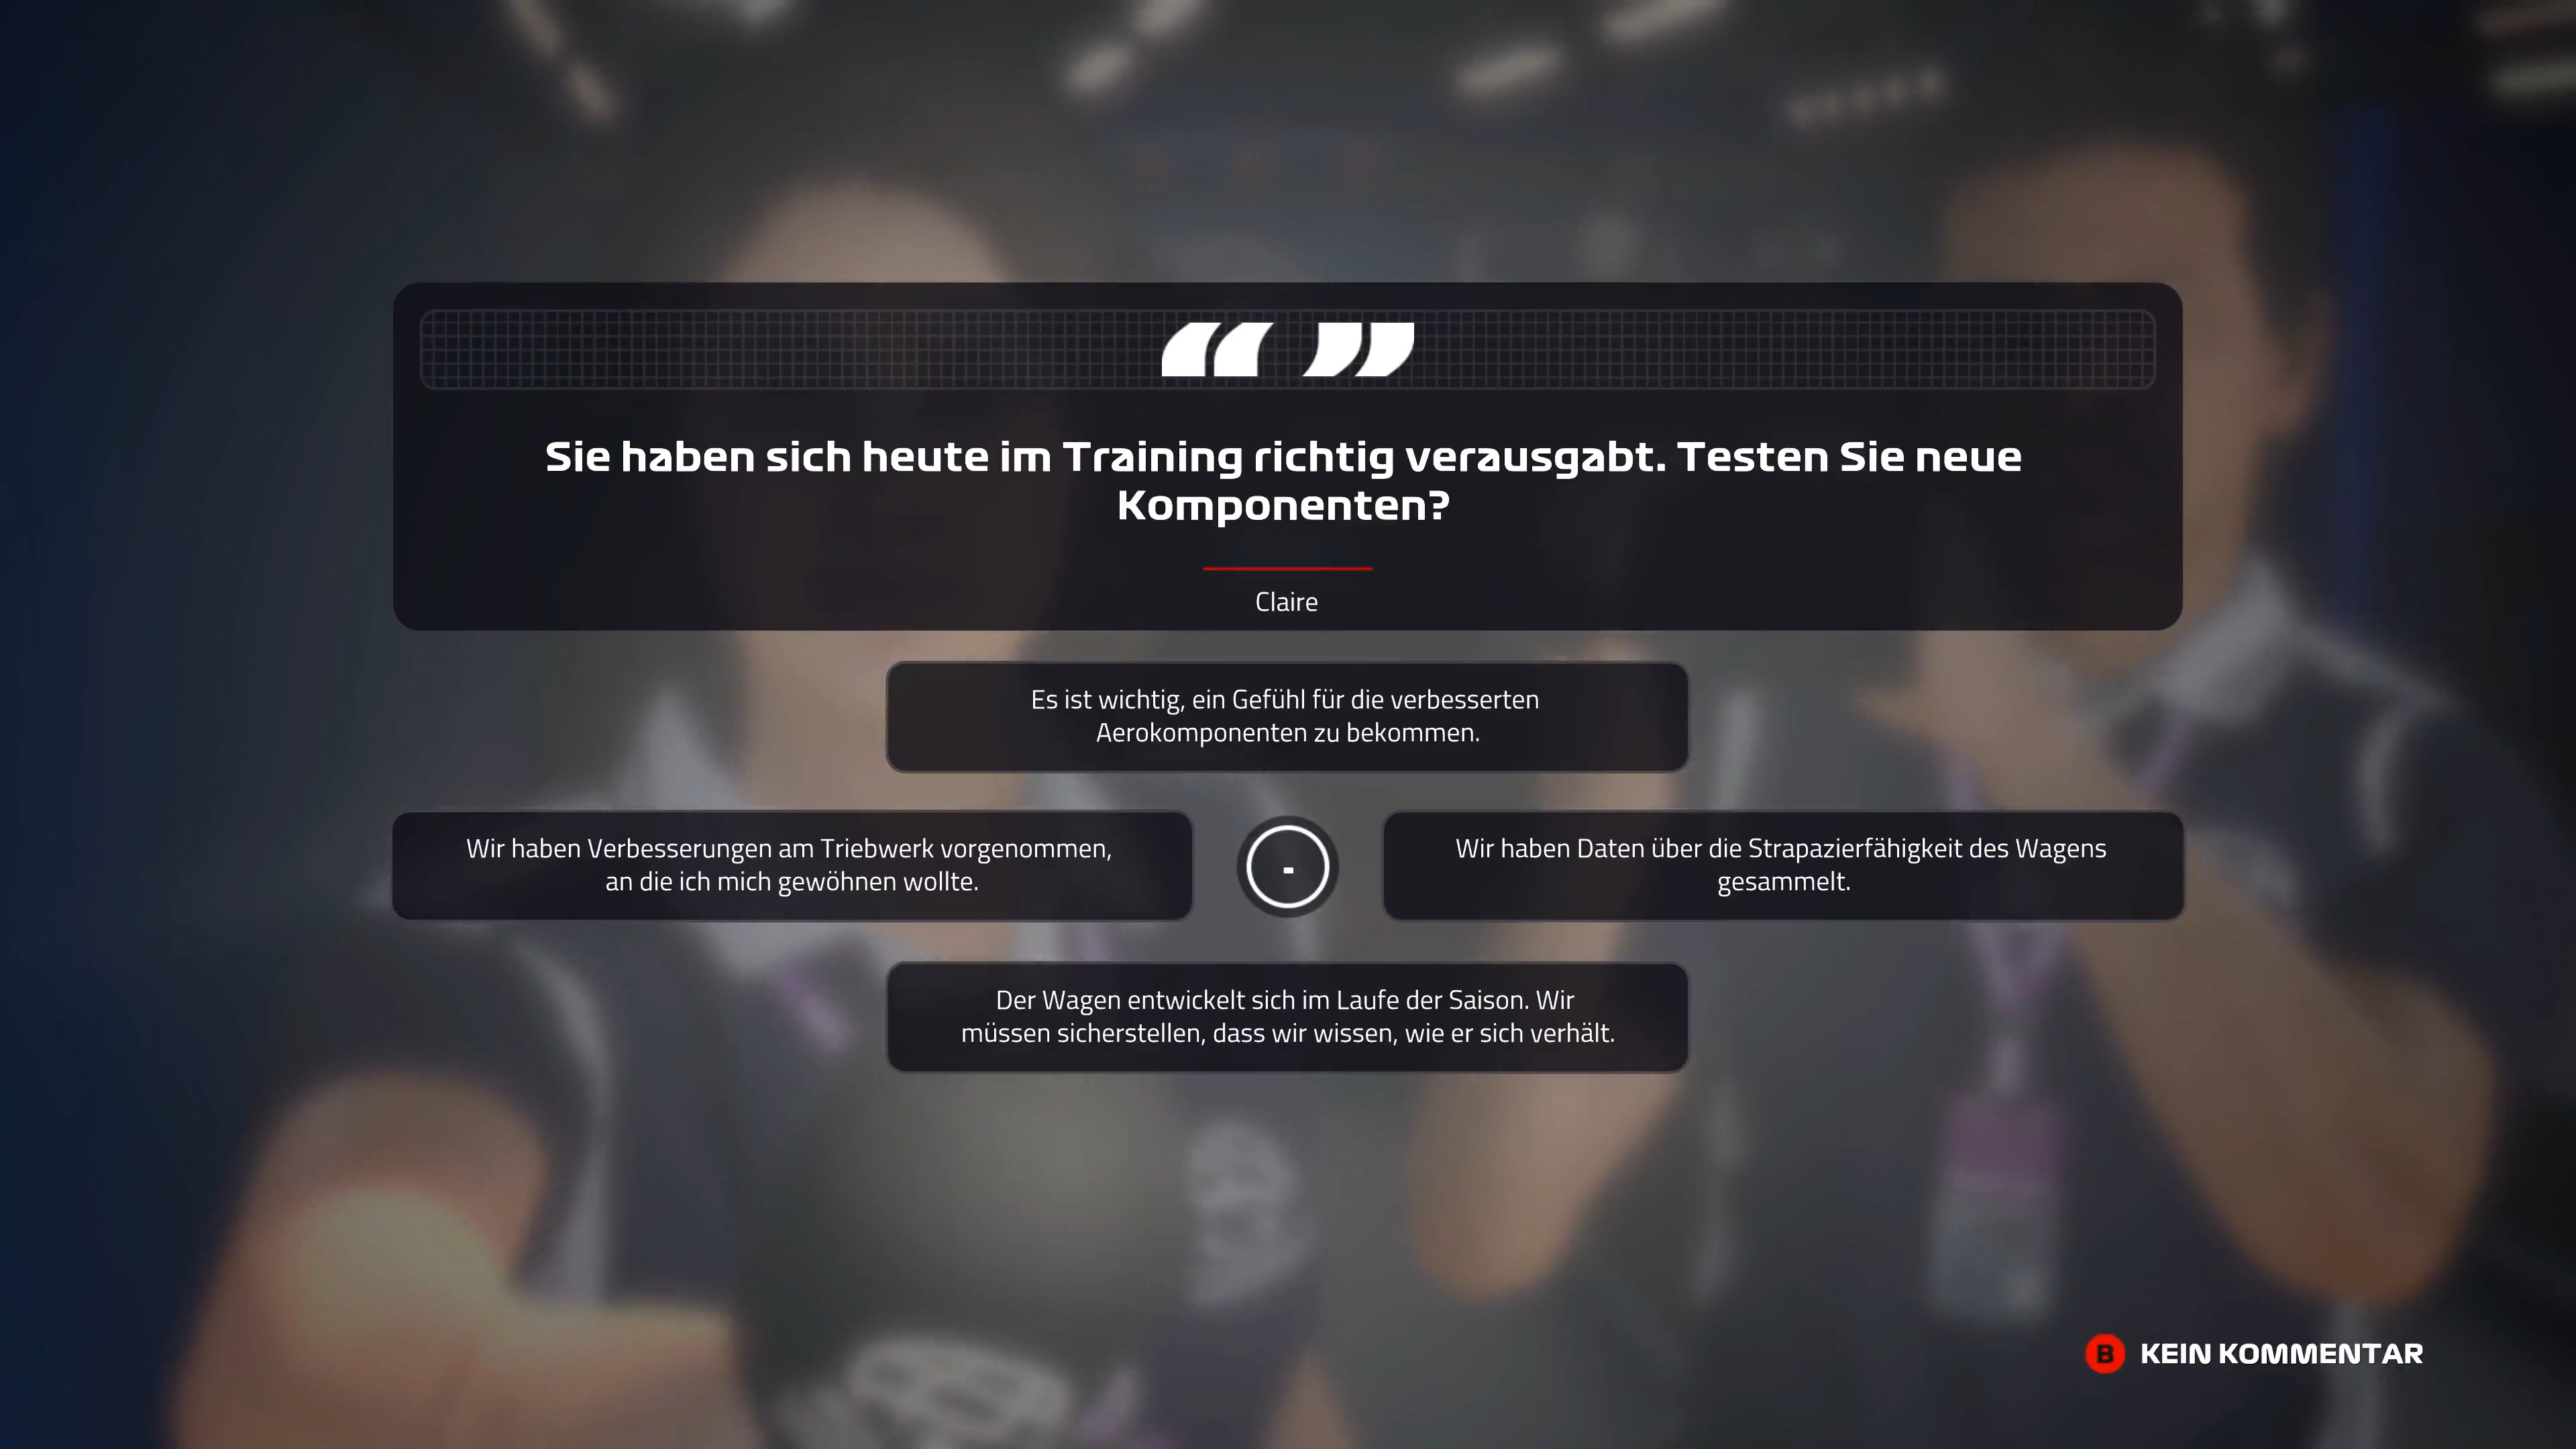 “ ”
Sie haben sich heute im Training richtig verausgabt. Testen Sie neue
Komponenten?
Claire
Es ist wichtig, ein Gefühl für die verbesserten
Aerokomponenten zu bekommen.
Wir haben Verbesserungen am Triebwerk vorgenommen,
an die ich mich gewöhnen wollte.
Wir haben Daten über die Strapazierfähigkeit des Wagens
gesammelt.
Der Wagen entwickelt sich im Laufe der Saison. Wir
müssen sicherstellen, dass wir wissen, wie er sich verhält.
B KEIN KOMMENTAR